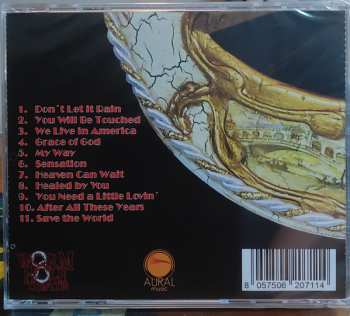 1. Don´t Let it Rain
2. You Will Be Touched
3. We Live in America
4. Grace of God
5. My Way
6. Sensation
7. Heaven Can Wait
8. Healed by You
9. You Need a Little Lovin´
10. After All These Years
11. Save the World
AURAL
music
8 057506 207114